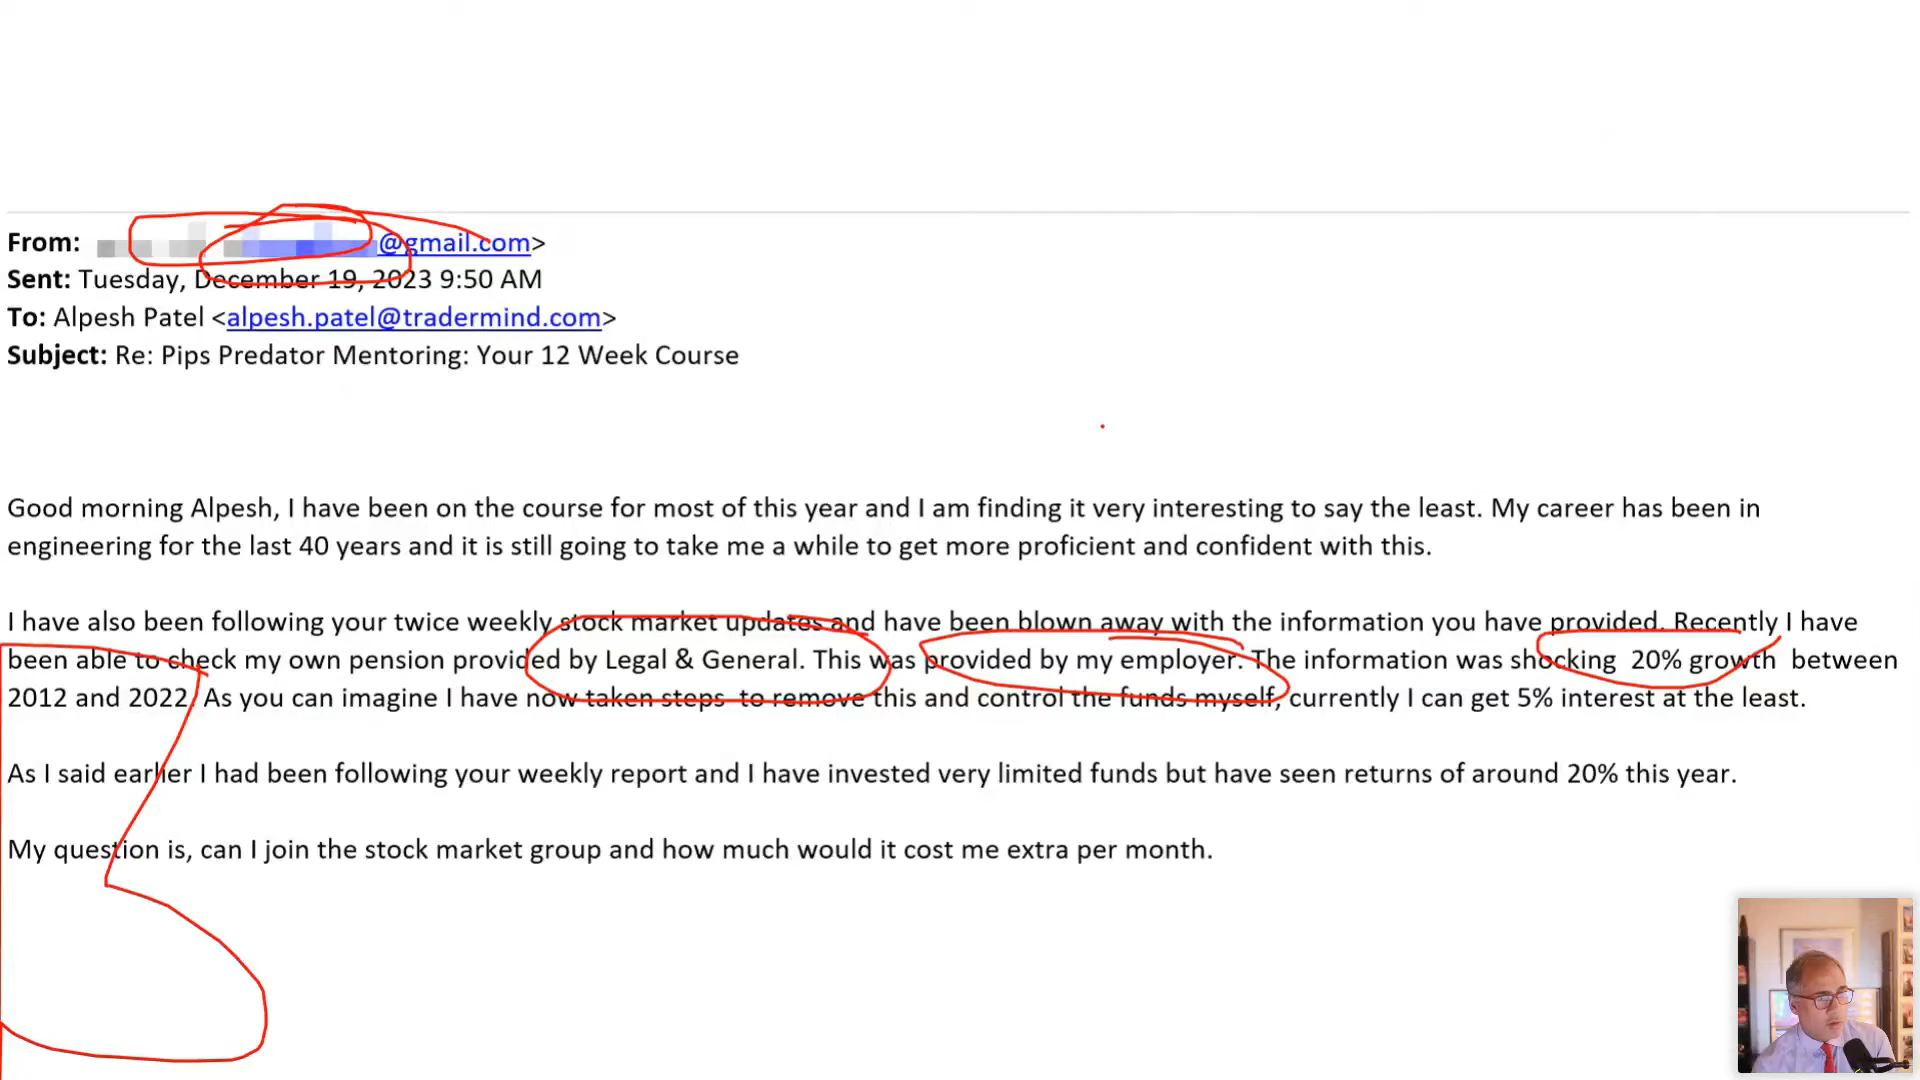 From: @gmail.com>
Sent: Tuesday, December 19, 2023 9:50 AM
To: Alpesh Patel <alpesh.patel@tradermind.com>
Subject: Re: Pips Predator Mentoring: Your 12 Week Course
Good morning Alpesh, I have been on the course for most of this year and I am finding it very interesting to say the least. My career has been in
engineering for the last 40 years and it is still going to take me a while to get more proficient and confident with this.
I have also been following your twice weekly stock market updates and have been blown away with the information you have provided. Recently I have
been able to check my own pension provided by Legal & General. This was provided by my employer. The information was shocking 20% growth between
2012 and 2022. As you can imagine I have now taken steps to remove this and control the funds myself, currently I can get 5% interest at the least.
As I said earlier I had been following your weekly report and I have invested very limited funds but have seen returns of around 20% this year.
My question is, can I join the stock market group and how much would it cost me extra per month.